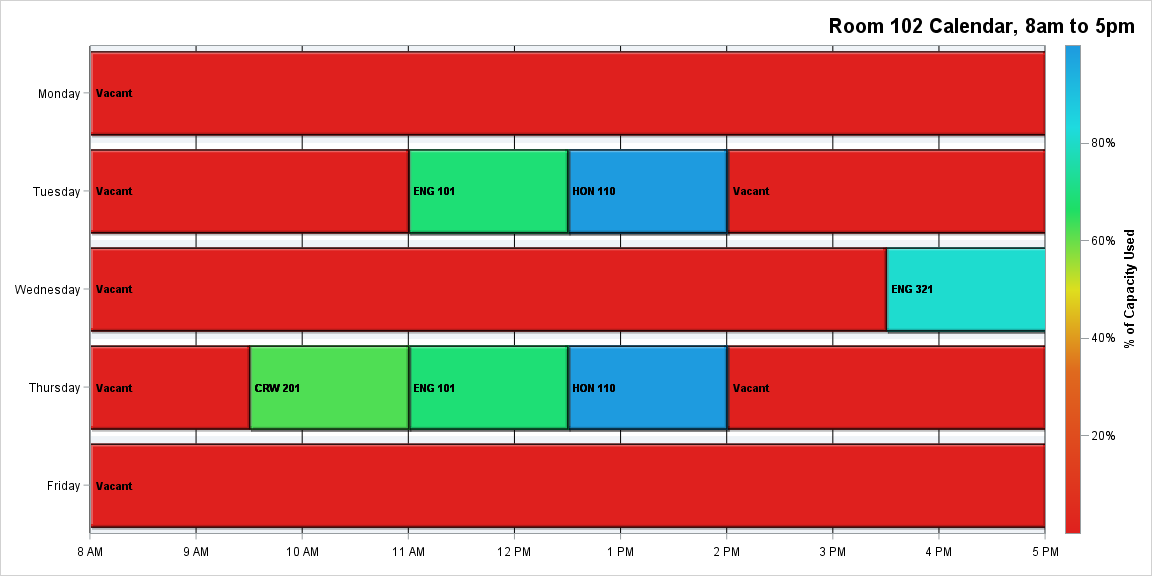 Room 102 Calendar, 8am to 5pm
Monday
Vacant
Tuesday
Vacant
ENG 101
HON 110
Vacant
Wednesday
Vacant
ENG 321
Thursday
Vacant
CRW 201
ENG 101
HON 110
Vacant
Friday
Vacant
8 AM
9 AM
10 AM
11 AM
12 PM
1 PM
2 PM
3 PM
4 PM
5 PM
80%
60%
40%
20%
% of Capacity Used